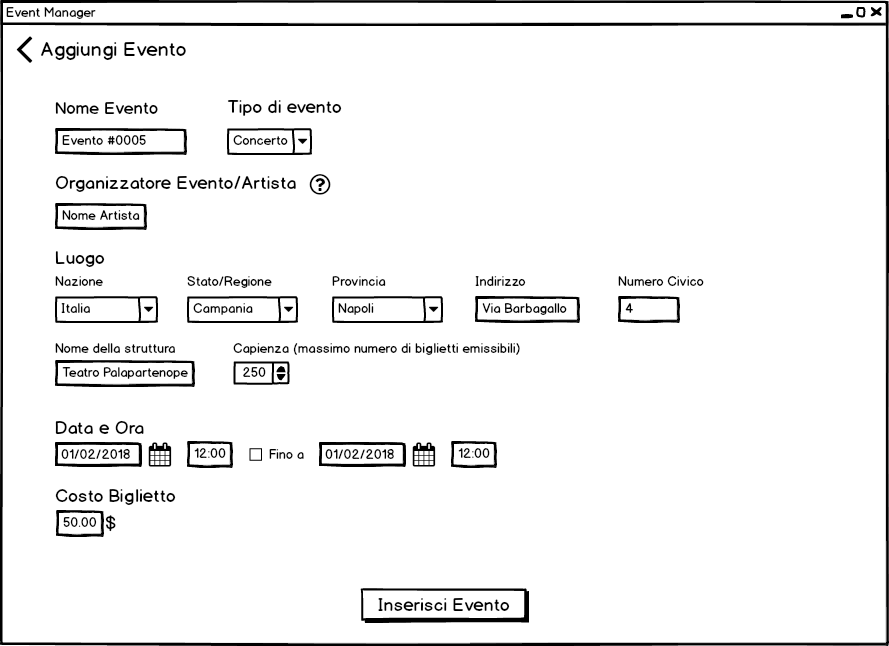 Event Manager
Aggiungi Evento
Nome Evento Tipo di evento
Evento #0005 Concerto
Organizzatore Evento/Artista ?
Nome Artista
Luogo
Nazione Stato/Regione Provincia Indirizzo Numero Civico
Italia Campania Napoli Via Barbagallo 4
Nome della struttura Capienza (massimo numero di biglietti emissibili)
Teatro Palapartenope 250
Data e Ora
01/02/2018 12:00 Fino a 01/02/2018 12:00
Costo Biglietto
50.00 $
Inserisci Evento